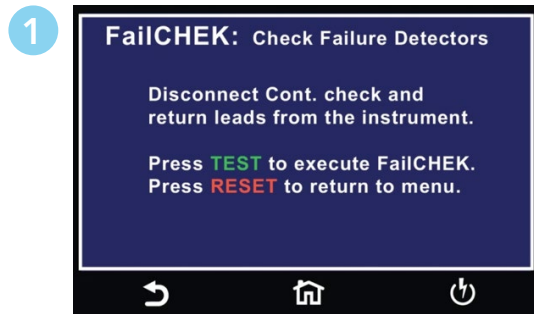 1
FailCHEK: Check Failure Detectors
Disconnect Cont. check and
return leads from the instrument.
Press TEST to execute FailCHEK.
Press RESET to return to menu.